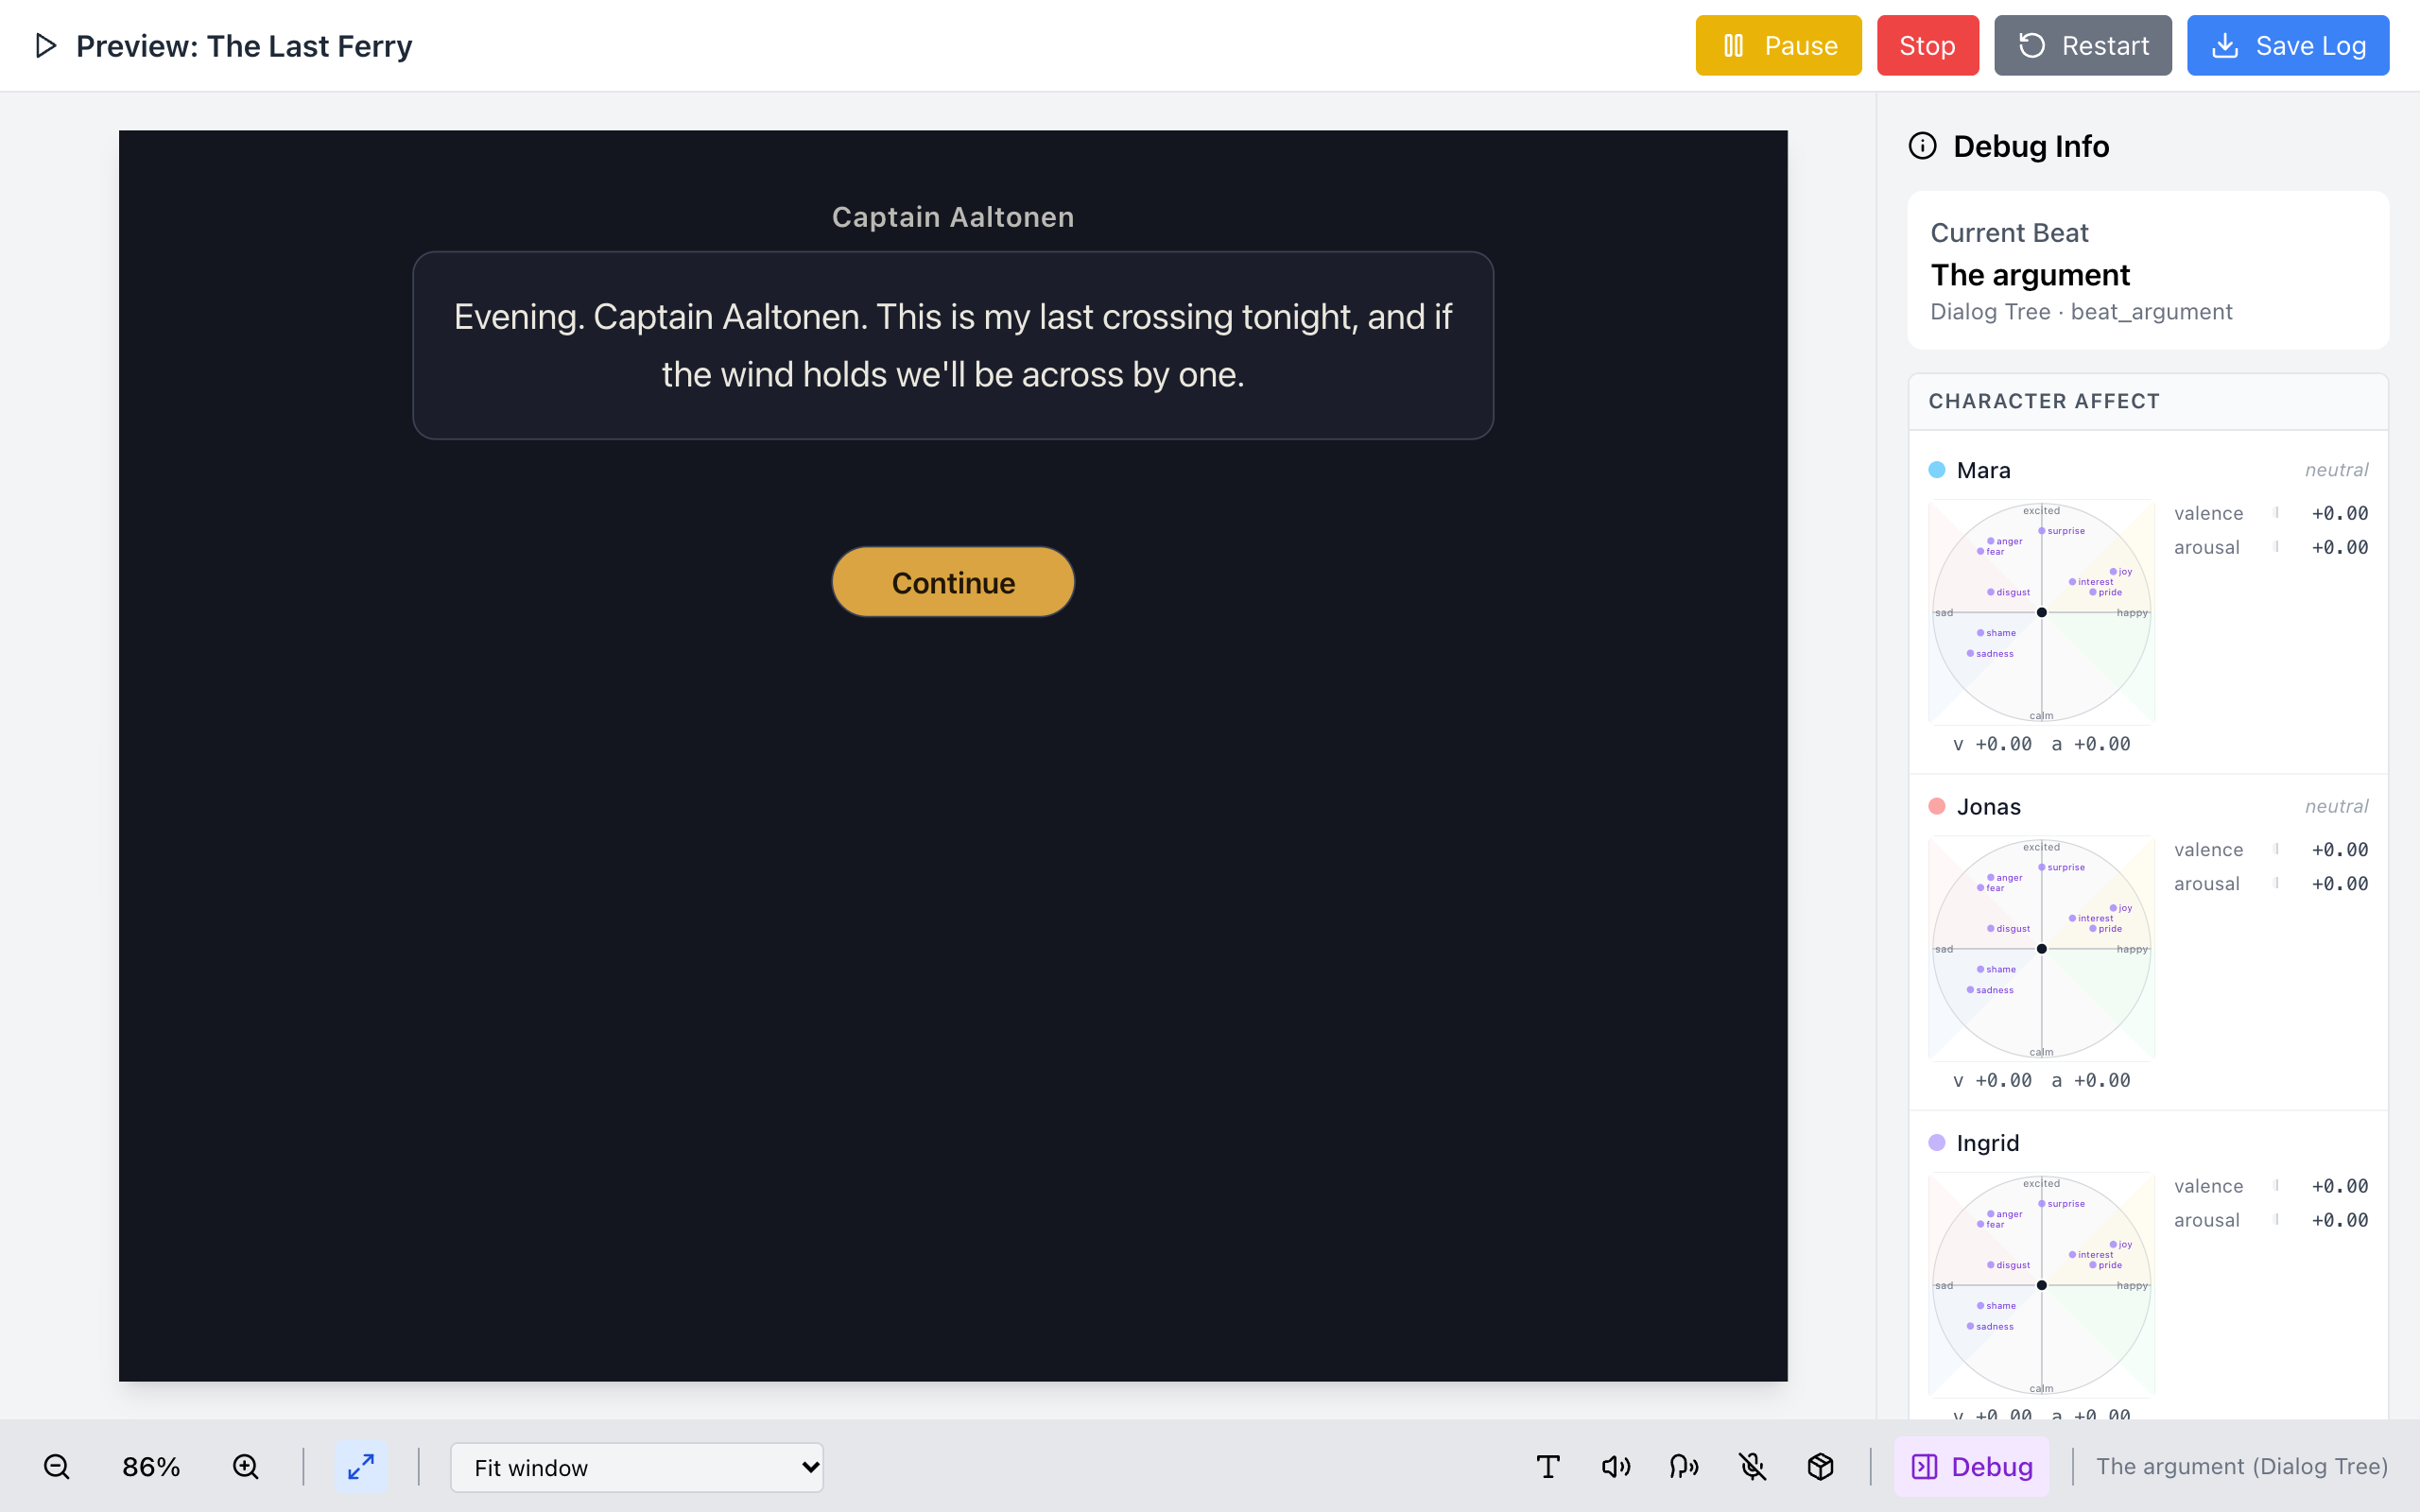 Preview: The Last Ferry
Pause
Stop
Restart
Save Log
Captain Aaltonen
Evening. Captain Aaltonen. This is my last crossing tonight, and if
the wind holds we'll be across by one.
Continue
Debug Info
Current Beat
The argument
Dialog Tree · beat_argument
CHARACTER AFFECT
Mara
neutral
excited
surprise
anger
fear
joy
interest
disgust
pride
sad
happy
shame
sadness
calm
valence +0.00
arousal +0.00
v +0.00 a +0.00
Jonas
neutral
excited
surprise
anger
fear
joy
interest
disgust
pride
sad
happy
shame
sadness
calm
valence +0.00
arousal +0.00
v +0.00 a +0.00
Ingrid
excited
surprise
anger
fear
joy
interest
disgust
pride
sad
happy
shame
sadness
calm
valence +0.00
arousal +0.00
v +0.00 a +0.00
86%
Fit window
Debug
The argument (Dialog Tree)